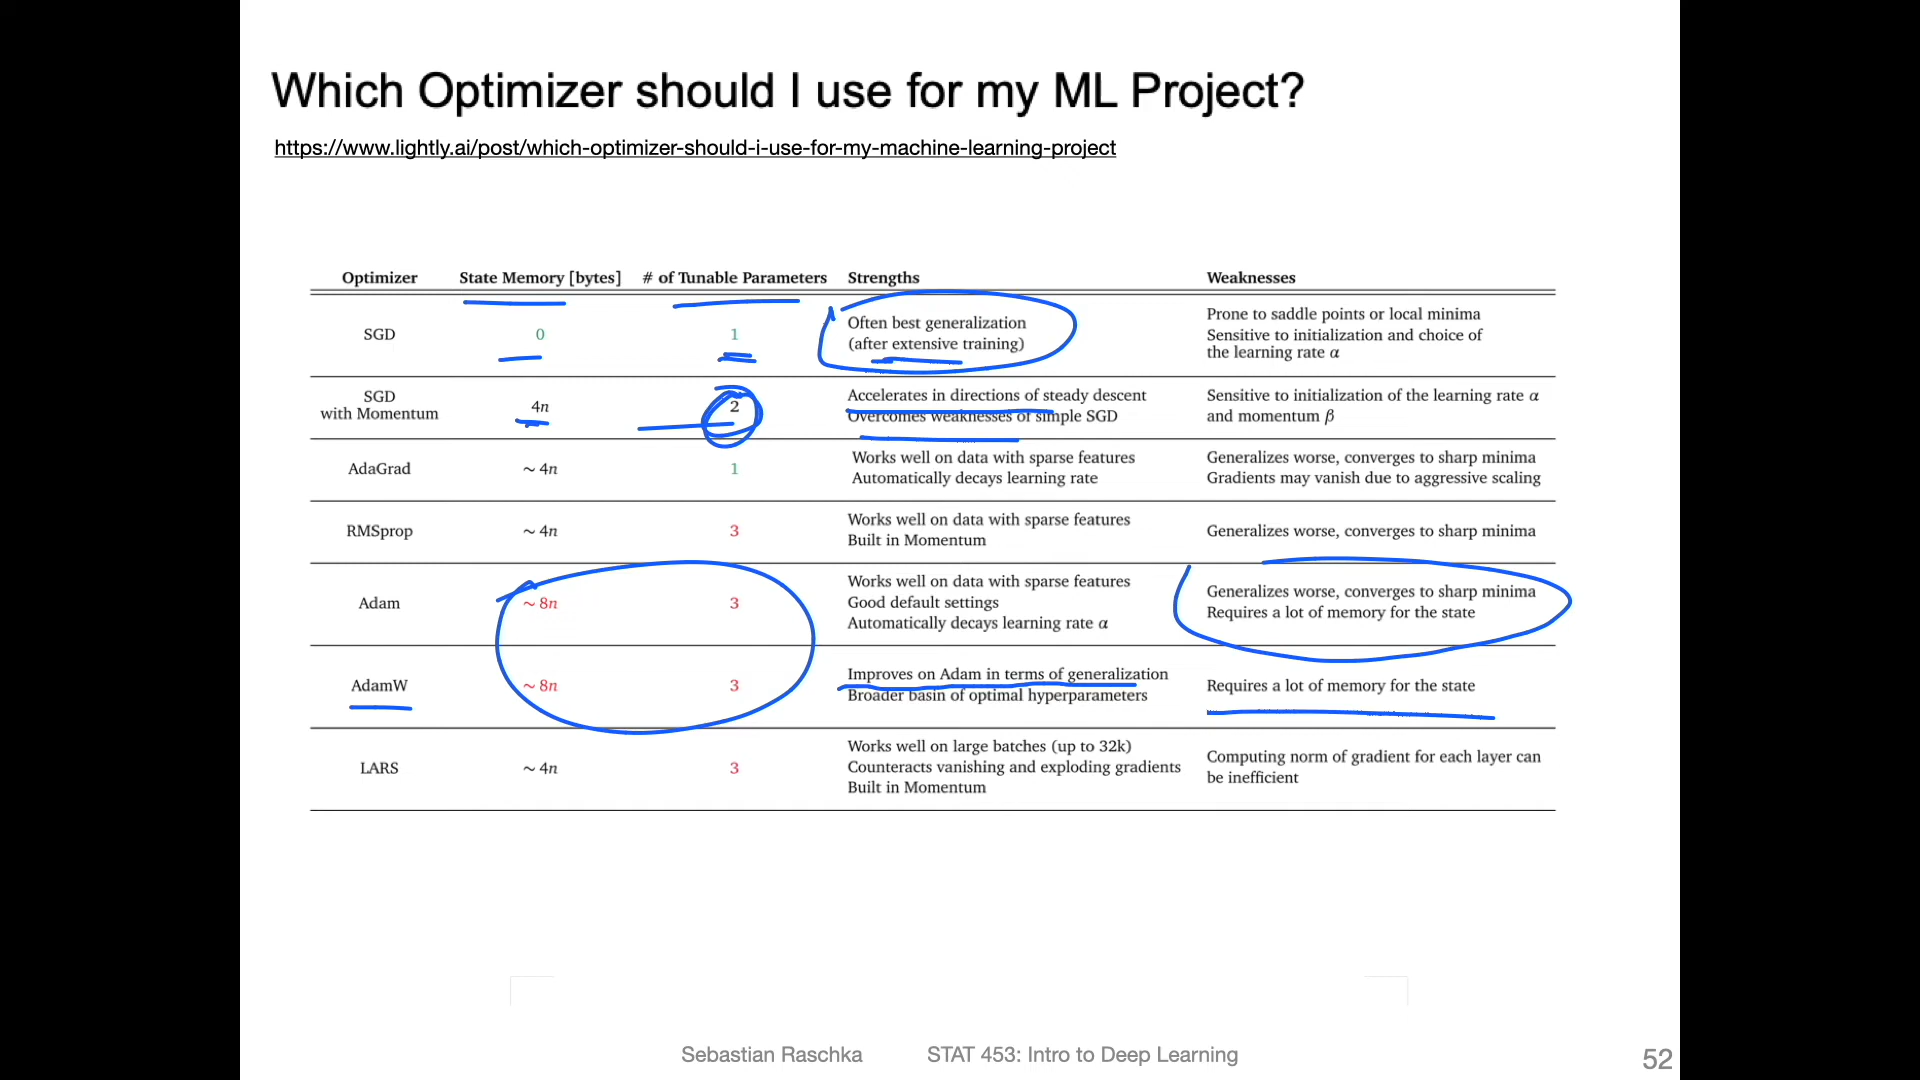 Which Optimizer should I use for my ML Project?
https://www.lightly.ai/post/which-optimizer-should-i-use-for-my-machine-learning-project
Optimizer State Memory [bytes] # of Tunable Parameters Strengths Weaknesses
SGD 0 1 Often best generalization
(after extensive training)
Prone to saddle points or local minima
Sensitive to initialization and choice of
the learning rate α
SGD
with Momentum
4n 2 Accelerates in directions of steady descent
Overcomes weaknesses of simple SGD
Sensitive to initialization of the learning rate α
and momentum β
AdaGrad ∼ 4n 1 Works well on data with sparse features
Automatically decays learning rate
Generalizes worse, converges to sharp minima
Gradients may vanish due to aggressive scaling
RMSprop ∼ 4n 3 Works well on data with sparse features
Built in Momentum
Generalizes worse, converges to sharp minima
Adam ∼ 8n 3 Works well on data with sparse features
Good default settings
Automatically decays learning rate α
Generalizes worse, converges to sharp minima
Requires a lot of memory for the state
AdamW ∼ 8n 3 Improves on Adam in terms of generalization
Broader basin of optimal hyperparameters
Requires a lot of memory for the state
LARS ∼ 4n 3 Works well on large batches (up to 32k)
Counteracts vanishing and exploding gradients
Built in Momentum
Computing norm of gradient for each layer can
be inefficient
Sebastian Raschka STAT 453: Intro to Deep Learning 52